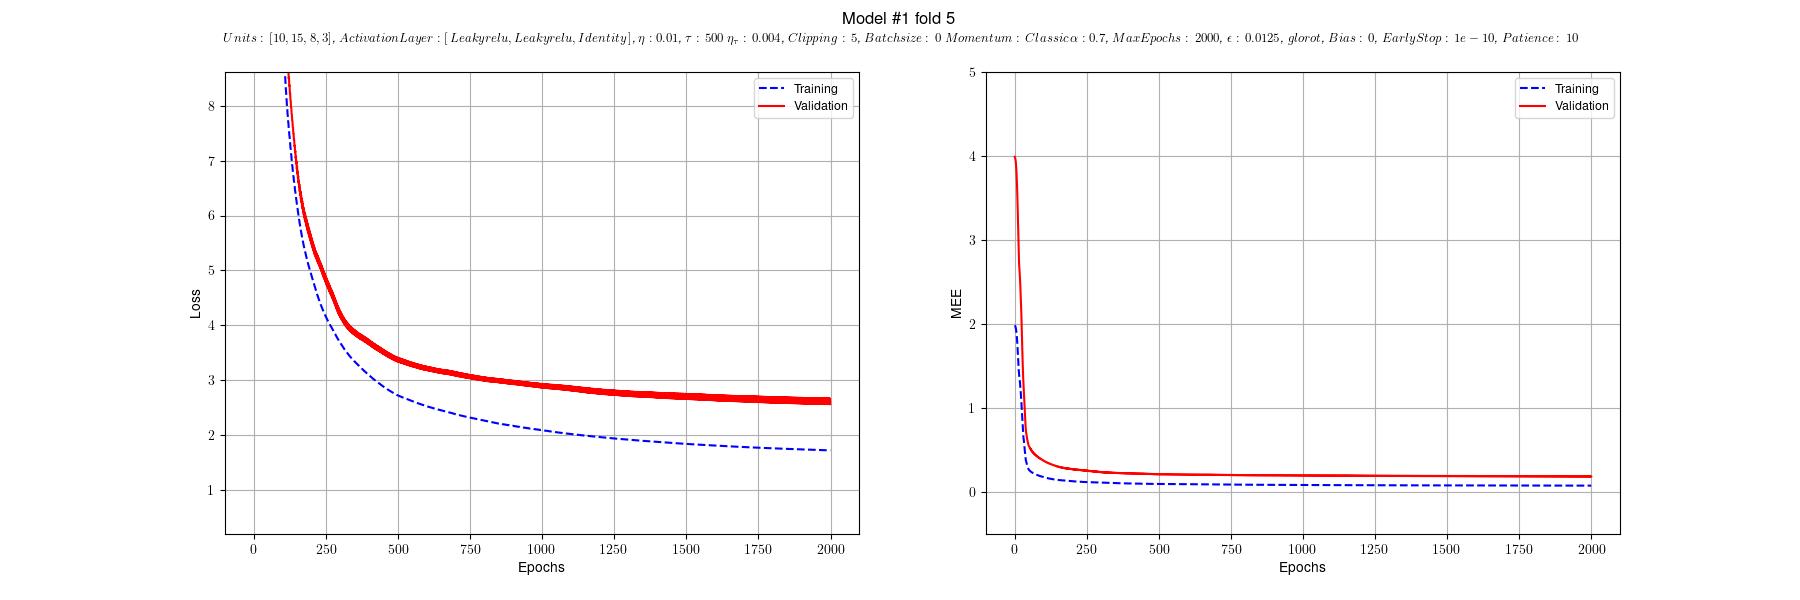 Model #1 fold 5
Units : [10, 15, 8, 3], ActivationLayer : [ Leakyrelu, Leakyrelu, Identity], η : 0.01, τ : 500 ητ : 0.004, Clipping : 5, Batchsize : 0 Momentum : Classicα : 0.7, MaxEpochs : 2000, ϵ : 0.0125, glorot, Bias : 0, EarlyStop : 1e − 10, Patience : 10
Loss
8
7
6
5
4
3
2
1
Training
Validation
0 250 500 750 1000 1250 1500 1750 2000
Epochs
MEE
5
4
3
2
1
0
Training
Validation
0 250 500 750 1000 1250 1500 1750 2000
Epochs